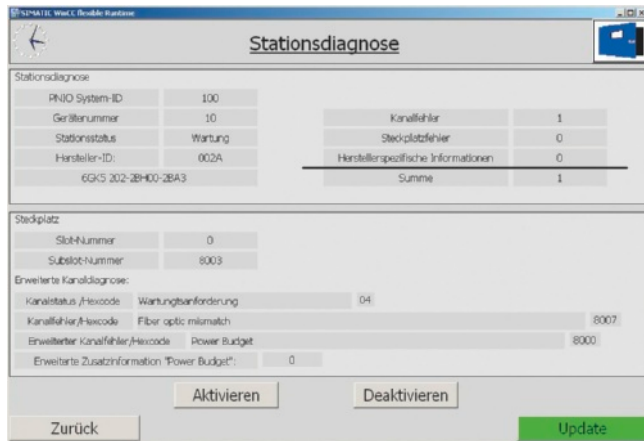 SIMATIC WinCC flexible Runtime
Stationsdiagnose
Stationsdiagnose
PNIO System-ID 100
Gerätenummer 10 Kanalfehler 1
Stationsstatus Wartung Steckplatzfehler 0
Hersteller-ID: 002A Herstellerspezifische Informationen 0
6GK5 202-2BH00-2BA3 Summe 1
Steckplatz
Slot-Nummer 0
Subslot-Nummer 8003
Erweiterte Kanaldiagnose:
Kanalstatus /Hexcode Wartungtsanforderung 04
Kanalfehler/Hexcode Fiber optic mismatch 8007
Erweiterter Kanalfehler/Hexcode Power Budget 8000
Erweiterte Zusatzinformation "Power Budget": 0
Aktivieren Deaktivieren
Zurück Update